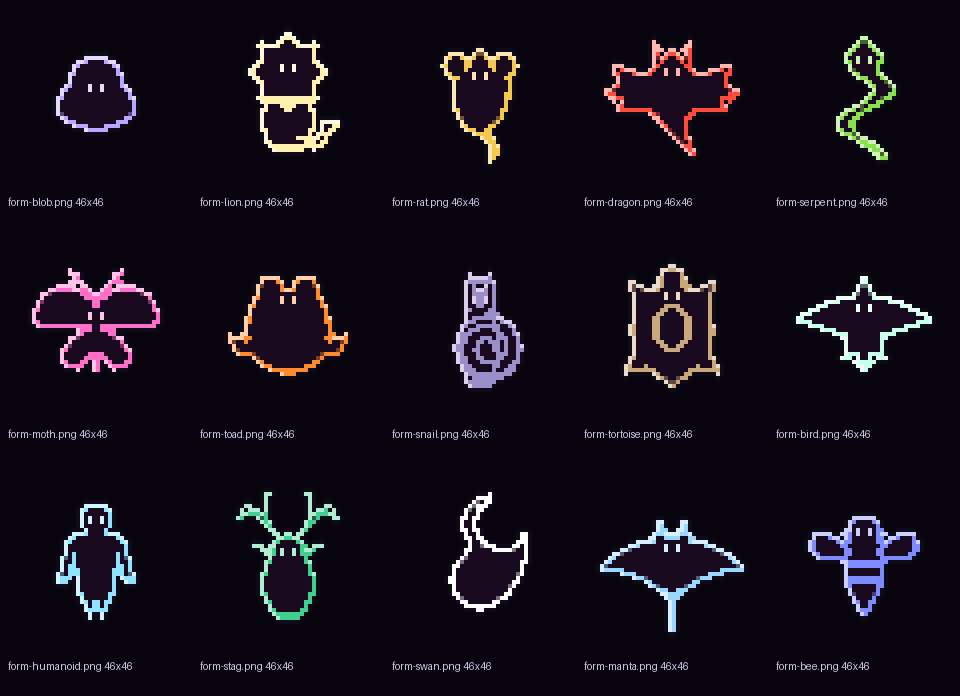 form-blob.png 46x46
form-lion.png 46x46
form-rat.png 46x46
form-dragon.png 46x46
form-serpent.png 46x46
form-moth.png 46x46
form-toad.png 46x46
form-snail.png 46x46
form-tortoise.png 46x46
form-bird.png 46x46
form-humanoid.png 46x46
form-stag.png 46x46
form-swan.png 46x46
form-manta.png 46x46
form-bee.png 46x46